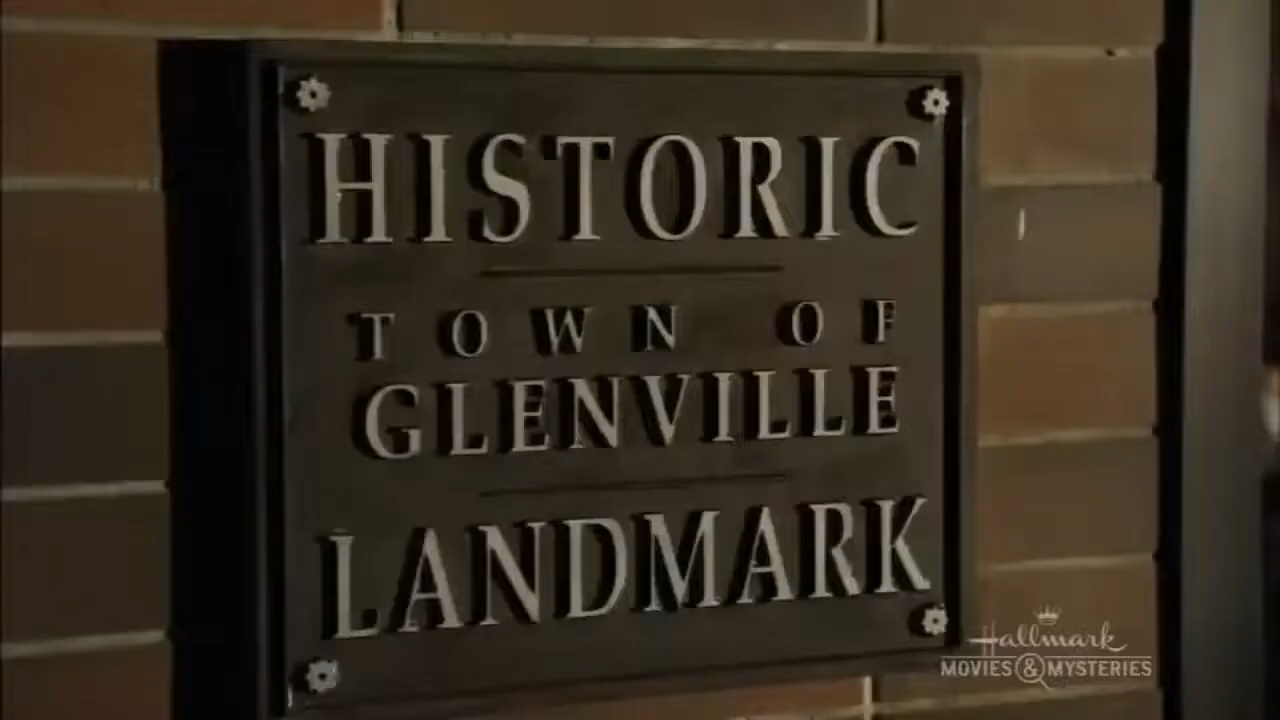 HISTORIC
TOWN OF
GLENVILLE
LANDMARK
Hallmark
MOVIES & MYSTERIES